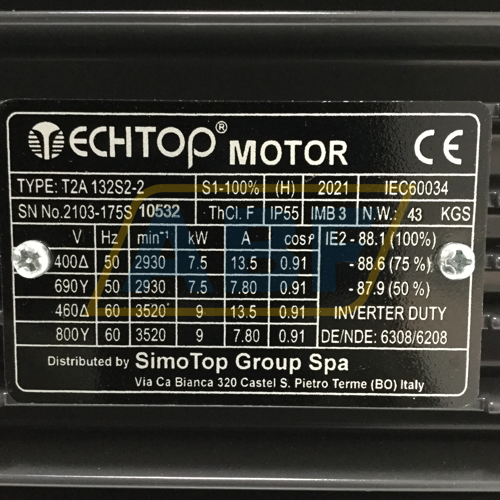 TECHTOP® MOTOR CE
TYPE: T2A 132S2-2 S1-100% (H) 2021 IEC60034
SN No.2103-175S 10532 ThCl. F IP55 IMB 3 N.W.: 43 KGS
V Hz min⁻¹ kW A cosφ IE2 - 88.1 (100%)
400Δ 50 2930 7.5 13.5 0.91 - 88.6 (75 %)
690Y 50 2930 7.5 7.80 0.91 - 87.9 (50 %)
460Δ 60 3520 9 13.5 0.91 INVERTER DUTY
800Y 60 3520 9 7.80 0.91 DE/NDE: 6308/6208
Distributed by SimoTop Group Spa
Via Ca Bianca 320 Castel S. Pietro Terme (BO) Italy